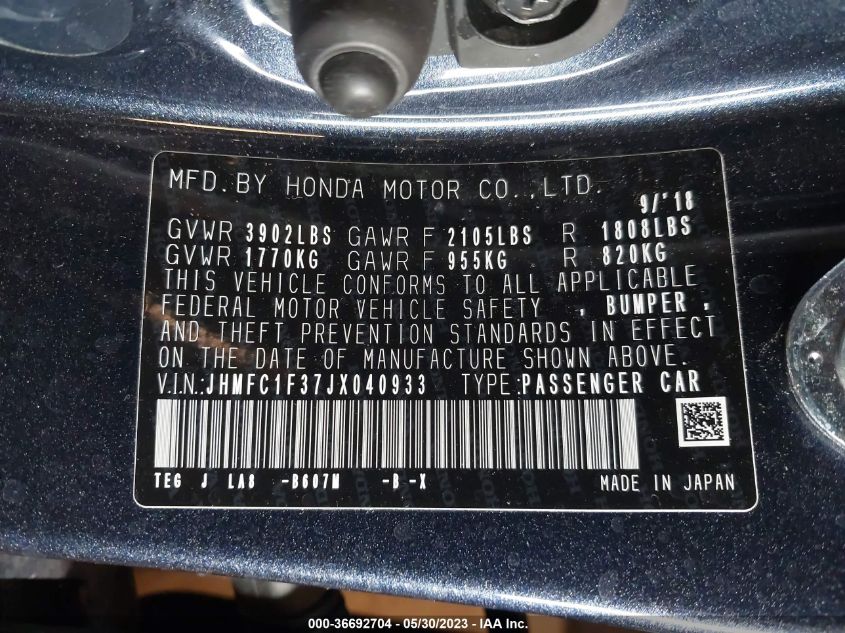 MFD. BY HONDA MOTOR CO., LTD. 9/'18
GVWR 3902LBS GAWR F 2105LBS R 1808LBS
GVWR 1770KG GAWR F 955KG R 820KG
THIS VEHICLE CONFORMS TO ALL APPLICABLE
FEDERAL MOTOR VEHICLE SAFETY , BUMPER ,
AND THEFT PREVENTION STANDARDS IN EFFECT
ON THE DATE OF MANUFACTURE SHOWN ABOVE.
V.I.N: JHMFC1F37JX040933 TYPE: PASSENGER CAR
TEG J LA8 -B607M -B -X MADE IN JAPAN
000-36692704 - 05/30/2023 - IAA Inc.